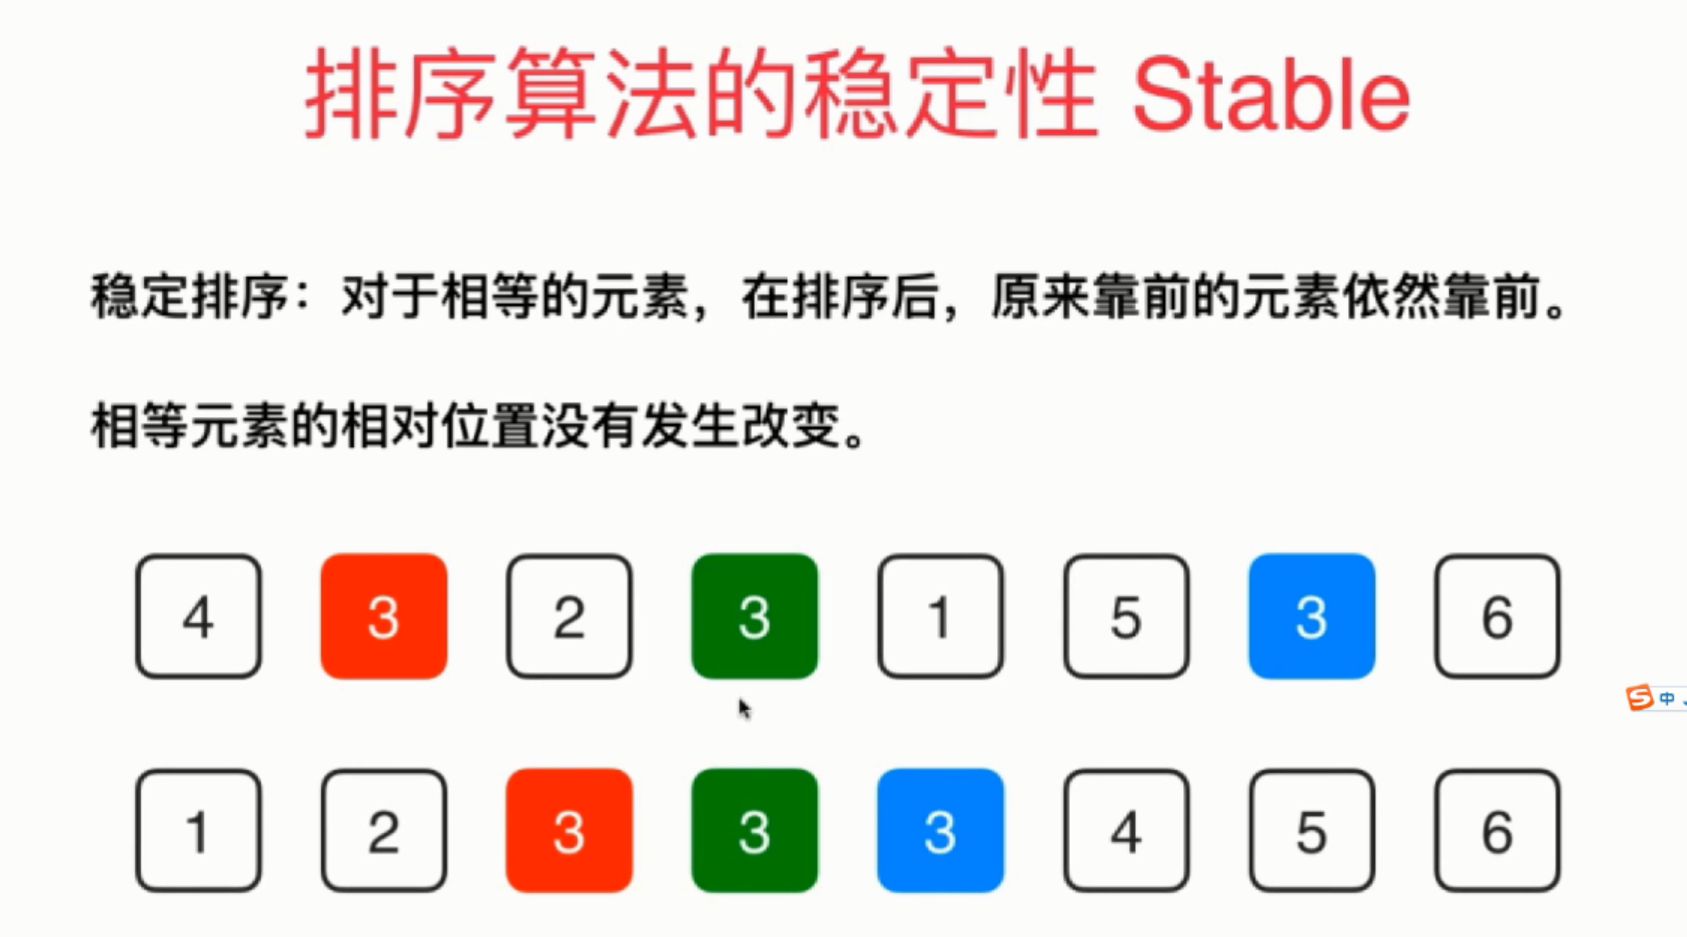 排序算法的稳定性 Stable
稳定排序：对于相等的元素，在排序后，原来靠前的元素依然靠前。
相等元素的相对位置没有发生改变。
4 3 2 3 1 5 3 6
S 中
1 2 3 3 3 4 5 6